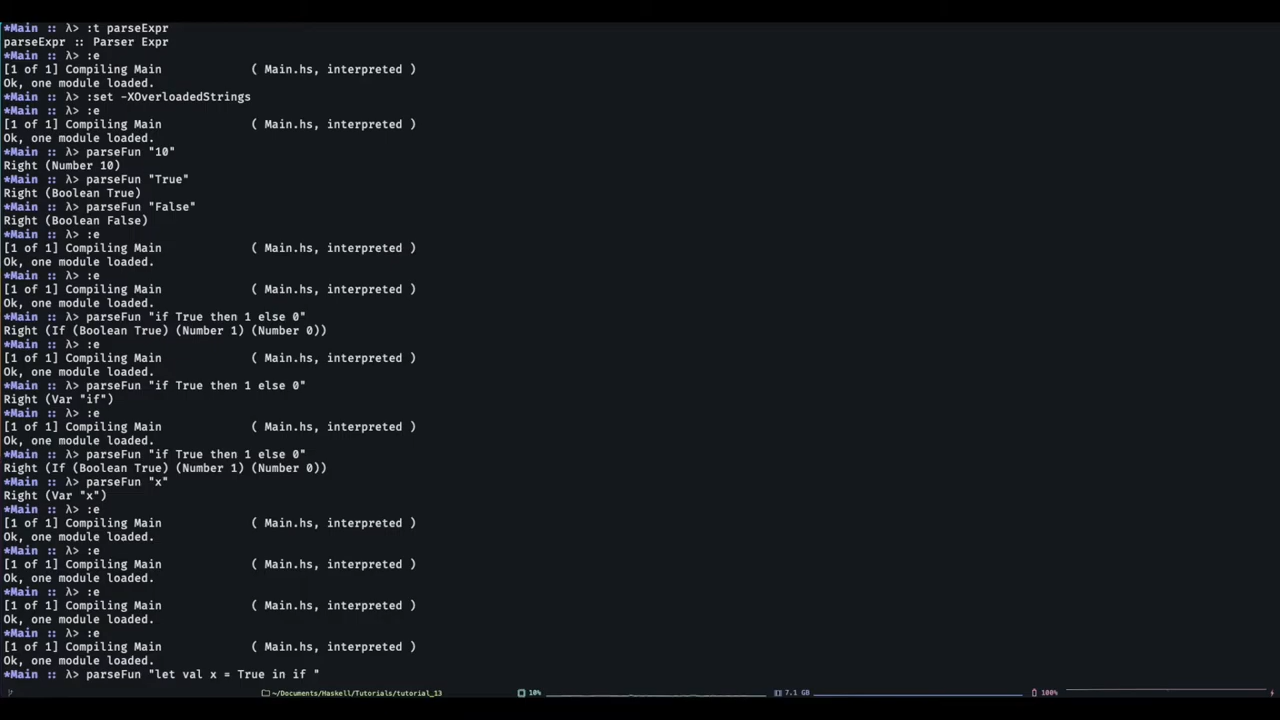 *Main :: λ> :t parseExpr
parseExpr :: Parser Expr
*Main :: λ> :e
[1 of 1] Compiling Main             ( Main.hs, interpreted )
Ok, one module loaded.
*Main :: λ> :set -XOverloadedStrings
*Main :: λ> :e
[1 of 1] Compiling Main             ( Main.hs, interpreted )
Ok, one module loaded.
*Main :: λ> parseFun "10"
Right (Number 10)
*Main :: λ> parseFun "True"
Right (Boolean True)
*Main :: λ> parseFun "False"
Right (Boolean False)
*Main :: λ> :e
[1 of 1] Compiling Main             ( Main.hs, interpreted )
Ok, one module loaded.
*Main :: λ> :e
[1 of 1] Compiling Main             ( Main.hs, interpreted )
Ok, one module loaded.
*Main :: λ> parseFun "if True then 1 else 0"
Right (If (Boolean True) (Number 1) (Number 0))
*Main :: λ> :e
[1 of 1] Compiling Main             ( Main.hs, interpreted )
Ok, one module loaded.
*Main :: λ> parseFun "if True then 1 else 0"
Right (Var "if")
*Main :: λ> :e
[1 of 1] Compiling Main             ( Main.hs, interpreted )
Ok, one module loaded.
*Main :: λ> parseFun "if True then 1 else 0"
Right (If (Boolean True) (Number 1) (Number 0))
*Main :: λ> parseFun "x"
Right (Var "x")
*Main :: λ> :e
[1 of 1] Compiling Main             ( Main.hs, interpreted )
Ok, one module loaded.
*Main :: λ> :e
[1 of 1] Compiling Main             ( Main.hs, interpreted )
Ok, one module loaded.
*Main :: λ> :e
[1 of 1] Compiling Main             ( Main.hs, interpreted )
Ok, one module loaded.
*Main :: λ> :e
[1 of 1] Compiling Main             ( Main.hs, interpreted )
Ok, one module loaded.
*Main :: λ> parseFun "let val x = True in if "
~/Documents/Haskell/Tutorials/tutorial_13 10% 7.1 GB 100%